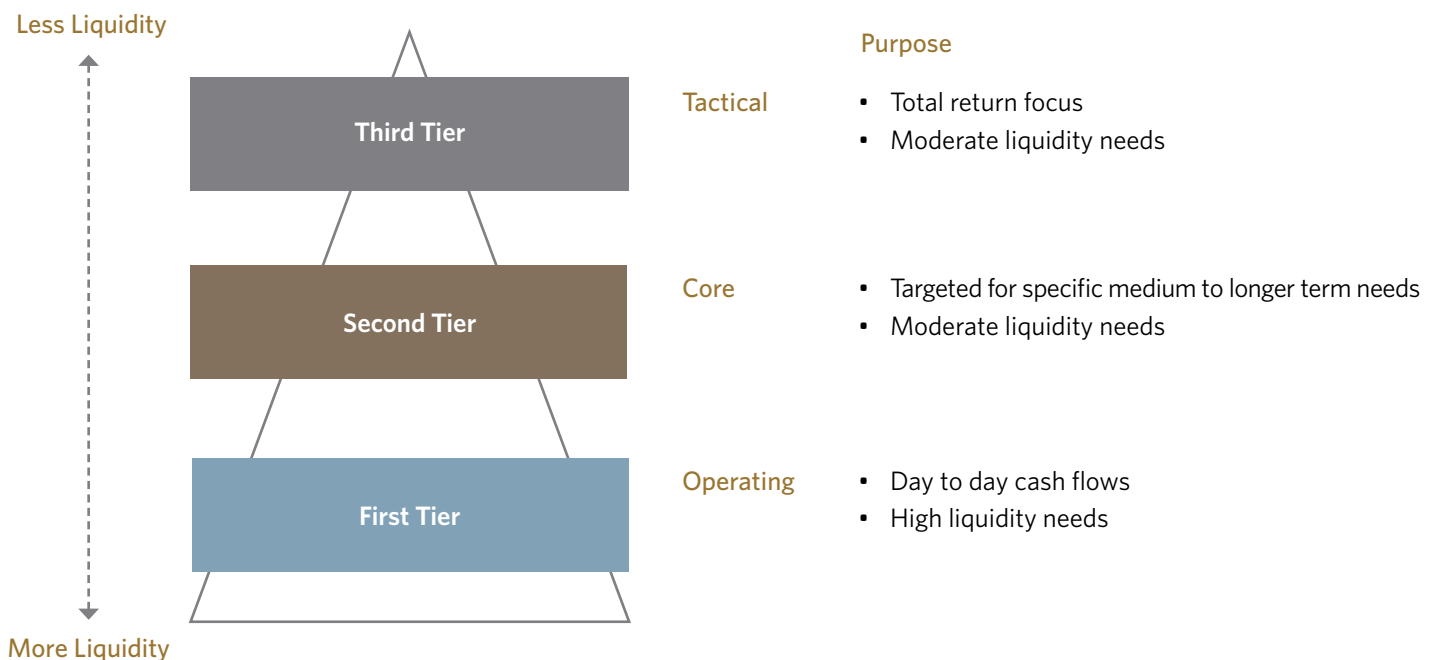 Less Liquidity
Purpose
Third Tier
Tactical
• Total return focus
• Moderate liquidity needs
Second Tier
Core
• Targeted for specific medium to longer term needs
• Moderate liquidity needs
First Tier
Operating
• Day to day cash flows
• High liquidity needs
More Liquidity